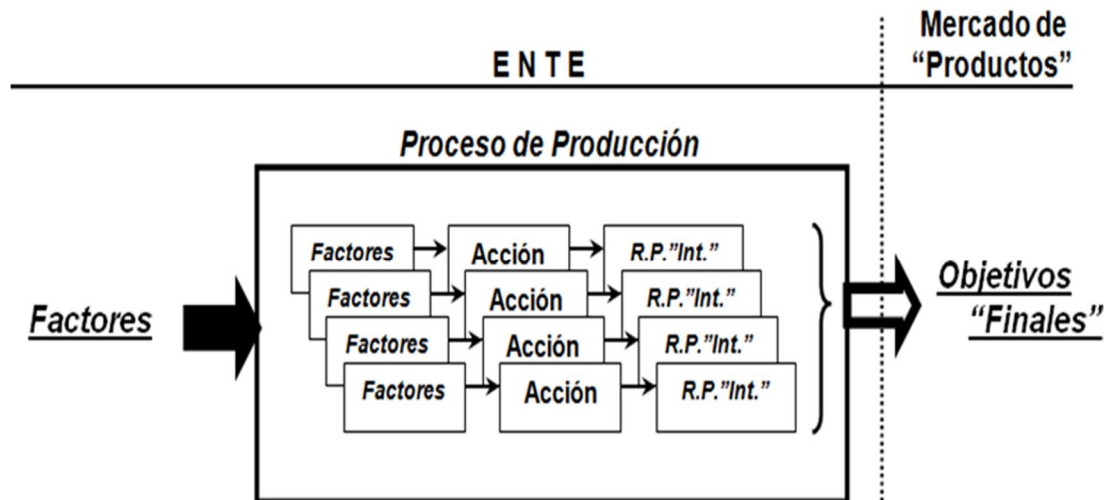 Mercado de
E N T E
“Productos”
Proceso de Producción
Factores
Acción
R.P.”Int.”
Factores
Acción
R.P.”Int.”
Factores
Acción
R.P.”Int.”
Factores
Acción
R.P.”Int.”
Factores
Objetivos
“Finales”